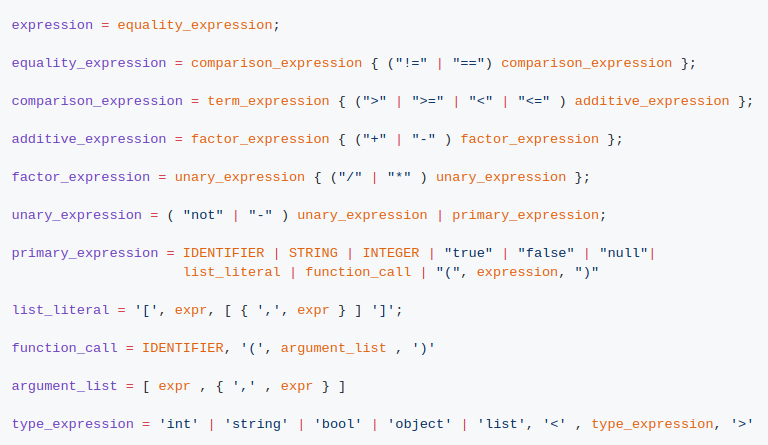 expression = equality_expression;
equality_expression = comparison_expression { ("!=" | "==") comparison_expression };
comparison_expression = term_expression { (">" | ">=" | "<" | "<=" ) additive_expression };
additive_expression = factor_expression { ("+" | "-" ) factor_expression };
factor_expression = unary_expression { ("/" | "*" ) unary_expression };
unary_expression = ( "not" | "-" ) unary_expression | primary_expression;
primary_expression = IDENTIFIER | STRING | INTEGER | "true" | "false" | "null"|
list_literal | function_call | "(", expression, ")"
list_literal = '[', expr, [ { ',', expr } ] ']';
function_call = IDENTIFIER, '(', argument_list , ')'
argument_list = [ expr , { ',' , expr } ]
type_expression = 'int' | 'string' | 'bool' | 'object' | 'list', '<' , type_expression, '>'